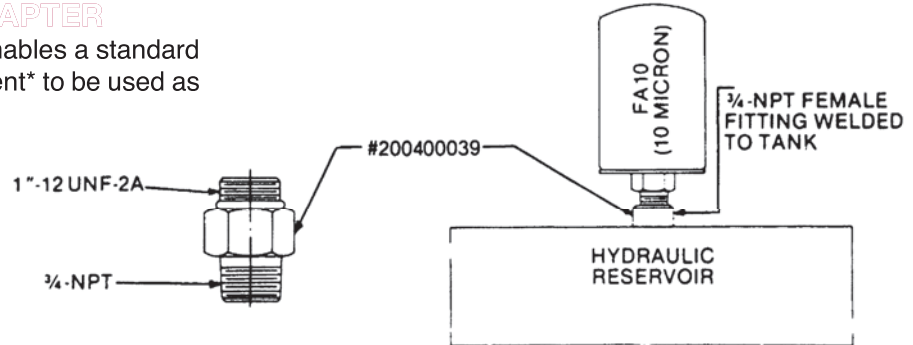 APTER
nables a standard
ent* to be used as
1"-12 UNF-2A
¾-NPT
#200400039
FA10
(10 MICRON)
¾-NPT FEMALE
FITTING WELDED
TO TANK
HYDRAULIC
RESERVOIR